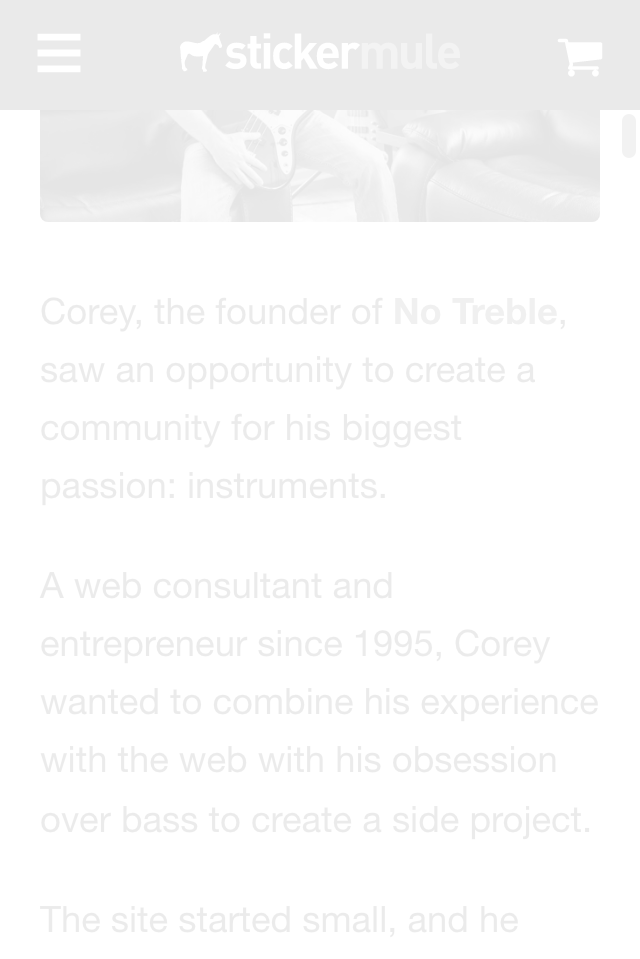 stickermule
Corey, the founder of No Treble,
saw an opportunity to create a
community for his biggest
passion: instruments.
A web consultant and
entrepreneur since 1995, Corey
wanted to combine his experience
with the web with his obsession
over bass to create a side project.
The site started small, and he